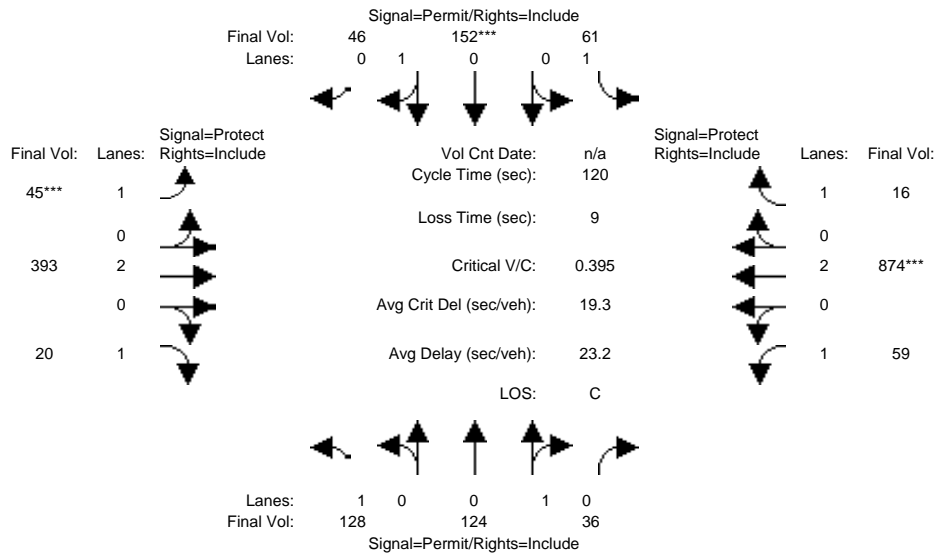 Signal=Permit/Rights=Include
Final Vol: 46 152*** 61
Lanes: 0 1 0 0 1
Signal=Protect Signal=Protect
Final Vol: Lanes: Rights=Include Vol Cnt Date: n/a Rights=Include Lanes: Final Vol:
Cycle Time (sec): 120
45*** 1 1 16
Loss Time (sec): 9
0 0
393 2 Critical V/C: 0.395 2 874***
0 Avg Crit Del (sec/veh): 19.3 0
20 1 Avg Delay (sec/veh): 23.2 1 59
LOS: C
Lanes: 1 0 0 1 0
Final Vol: 128 124 36
Signal=Permit/Rights=Include